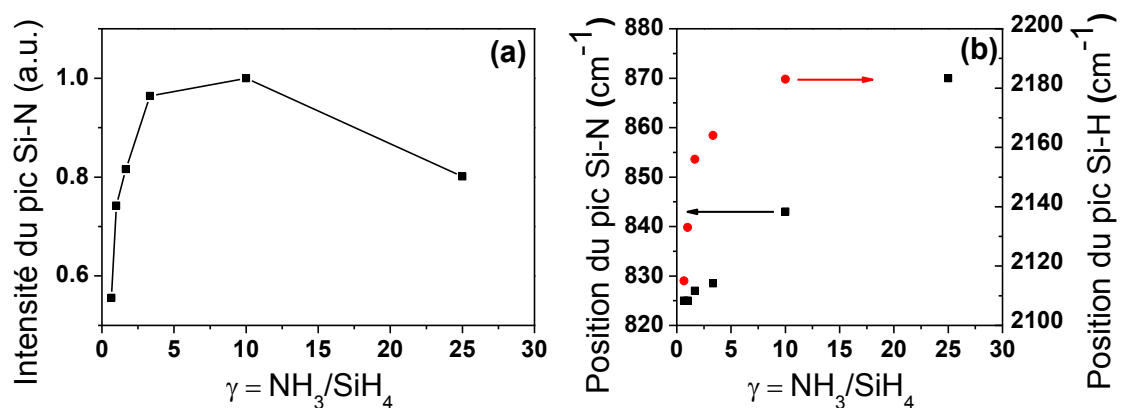 (a)
Intensité du pic Si-N (a.u.)
1.0
0.8
0.6
0 5 10 15 20 25 30
γ = NH3/SiH4
(b)
Position du pic Si-N (cm-1)
880
870
860
850
840
830
820
2200
2180
2160
2140
2120
2100
Position du pic Si-H (cm-1)
0 5 10 15 20 25 30
γ = NH3/SiH4